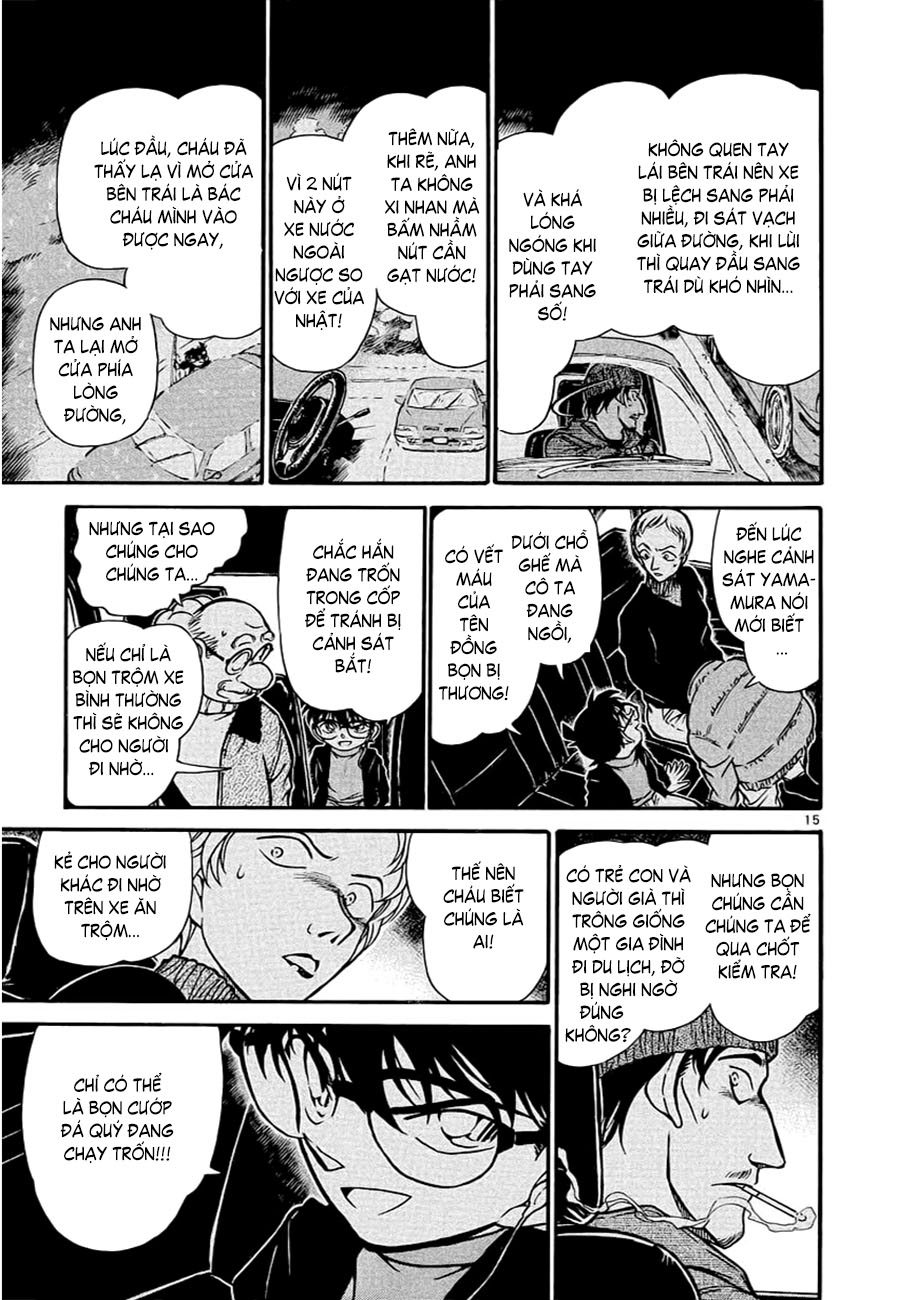 KHÔNG QUEN TAY
LÁI BÊN TRÁI NÊN XE
BỊ LỆCH SANG PHẢI
NHIỀU, ĐI SÁT VẠCH
GIỮA ĐƯỜNG, KHI LÙI
THÌ QUAY ĐẦU SANG
TRÁI DÙ KHÓ NHÌN...
VÀ KHÁ
LÓNG
NGÓNG KHI
DÙNG TAY
PHẢI SANG
SỐ!
THÊM NỮA,
KHI RẼ, ANH
TA KHÔNG
XI NHAN MÀ
BẤM NHẦM
NÚT CẦN
GẠT NƯỚC!
VÌ 2 NÚT
NÀY Ở
XE NƯỚC
NGOÀI
NGƯỢC SO
VỚI XE CỦA
NHẬT!
LÚC ĐẦU, CHÁU ĐÃ
THẤY LẠ VÌ MỞ CỬA
BÊN TRÁI LÀ BÁC
CHÁU MÌNH VÀO
ĐƯỢC NGAY,
NHƯNG ANH
TA LẠI MỞ
CỬA PHÍA
LÒNG
ĐƯỜNG,
ĐẾN LÚC
NGHE CẢNH
SÁT YAMA-
MURA NÓI
MỚI BIẾT
...
DƯỚI CHỖ
GHẾ MÀ
CÔ TA
ĐANG
NGỒI,
CÓ VẾT
MÁU
CỦA
TÊN
ĐỒNG
BỌN BỊ
THƯƠNG!
CHẮC HẲN
ĐANG TRỐN
TRONG CỐP
ĐỂ TRÁNH BỊ
CẢNH SÁT
BẮT!
NHƯNG TẠI SAO
CHÚNG CHO
CHÚNG TA...
NẾU CHỈ LÀ
BỌN TRỘM XE
BÌNH THƯỜNG
THÌ SẼ KHÔNG
CHO NGƯỜI
ĐI NHỜ...
15
NHƯNG BỌN
CHÚNG CẦN
CHÚNG TA ĐỂ
QUA CHỐT
KIỂM TRA!
CÓ TRẺ CON VÀ
NGƯỜI GIÀ THÌ
TRÔNG GIỐNG
MỘT GIA ĐÌNH
ĐI DU LỊCH, ĐỠ
BỊ NGHI NGỜ
ĐÚNG
KHÔNG?
THẾ NÊN
CHÁU BIẾT
CHÚNG LÀ
AI!
KẺ CHO NGƯỜI
KHÁC ĐI NHỜ
TRÊN XE ĂN
TRỘM...
CHỈ CÓ THỂ
LÀ BỌN CƯỚP
ĐÁ QUÝ ĐANG
CHẠY TRỐN!!!